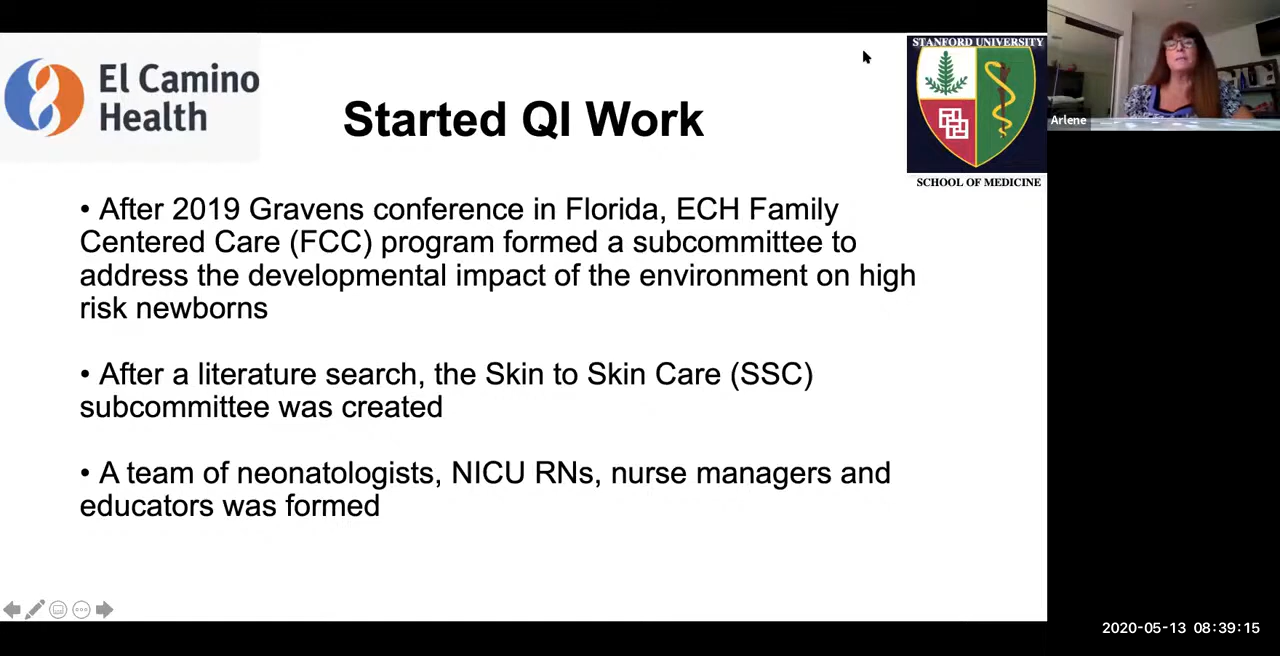 El Camino
Health
Started QI Work
STANFORD UNIVERSITY
SCHOOL OF MEDICINE
Arlene
• After 2019 Gravens conference in Florida, ECH Family
Centered Care (FCC) program formed a subcommittee to
address the developmental impact of the environment on high
risk newborns
• After a literature search, the Skin to Skin Care (SSC)
subcommittee was created
• A team of neonatologists, NICU RNs, nurse managers and
educators was formed
2020-05-13 08:39:15